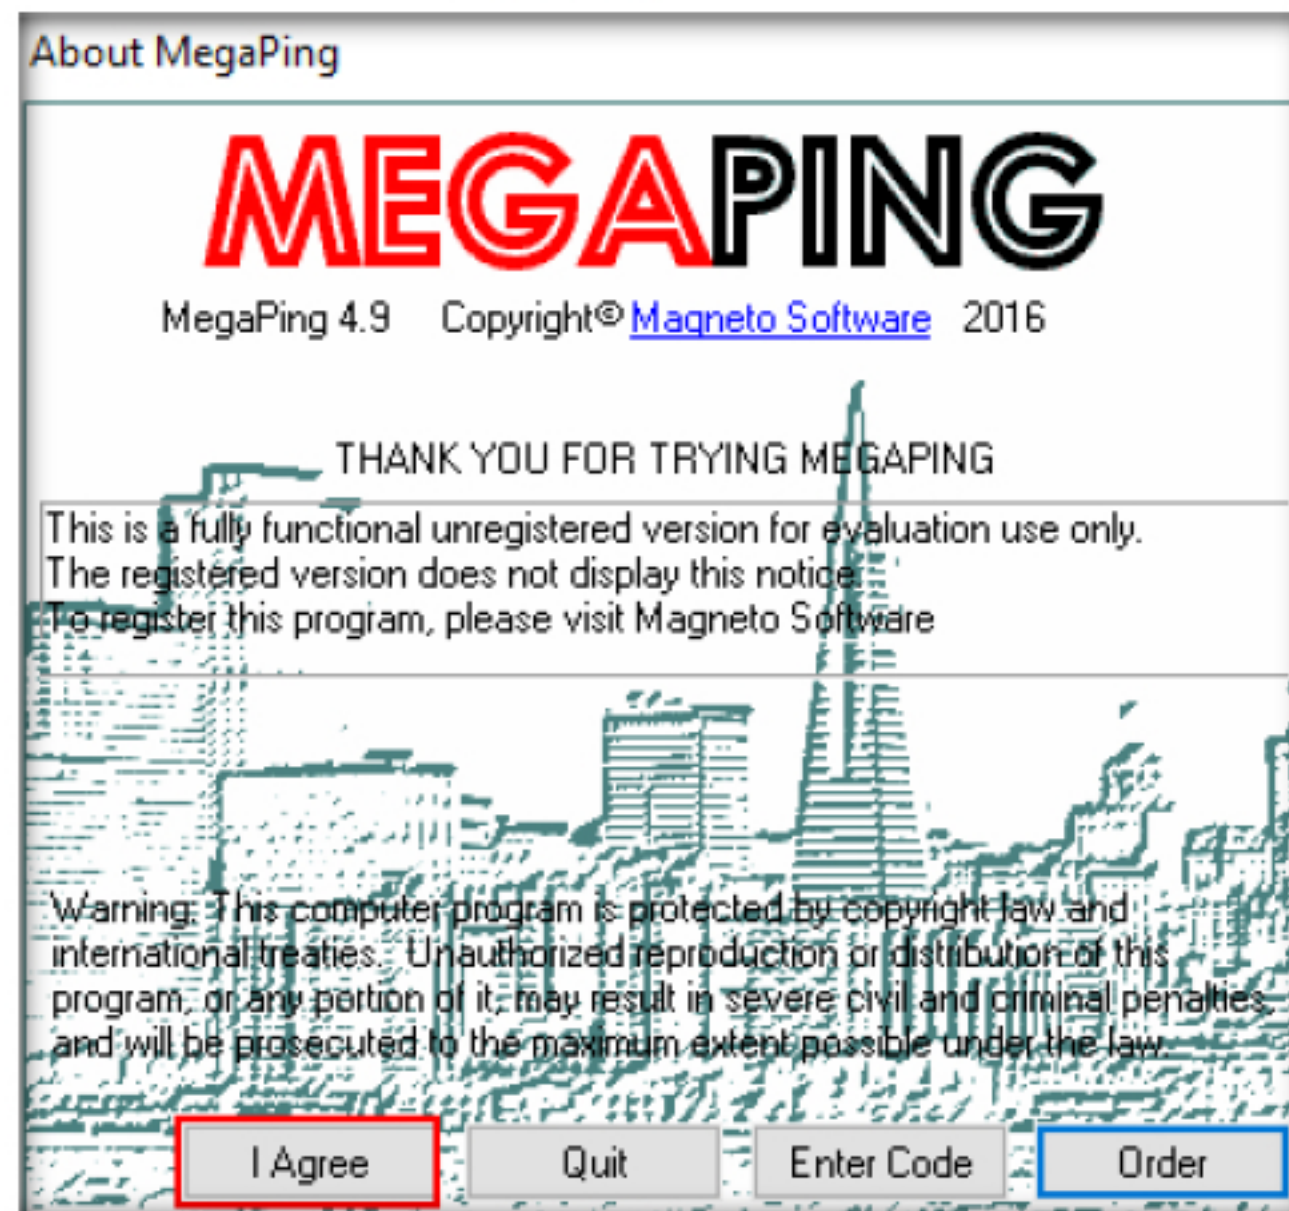 About MegaPing
MEGAPING
MegaPing 4.9 Copyright© Magneto Software 2016
THANK YOU FOR TRYING MEGAPING
This is a fully functional unregistered version for evaluation use only.
The registered version does not display this notice.
To register this program, please visit Magneto Software
Warning: This computer program is protected by copyright law and
international treaties. Unauthorized reproduction or distribution of this
program, or any portion of it, may result in severe civil and criminal penalties,
and will be prosecuted to the maximum extent possible under the law.
I Agree Quit Enter Code Order